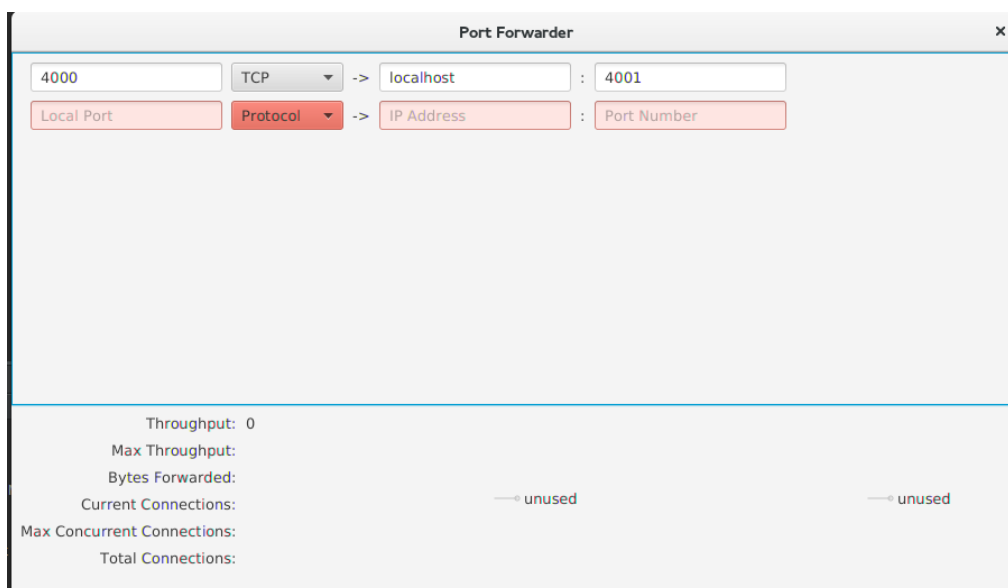 Port Forwarder ×
4000 TCP -> localhost : 4001
Local Port Protocol -> IP Address : Port Number
Throughput: 0
Max Throughput:
Bytes Forwarded:
Current Connections: unused unused
Max Concurrent Connections:
Total Connections: